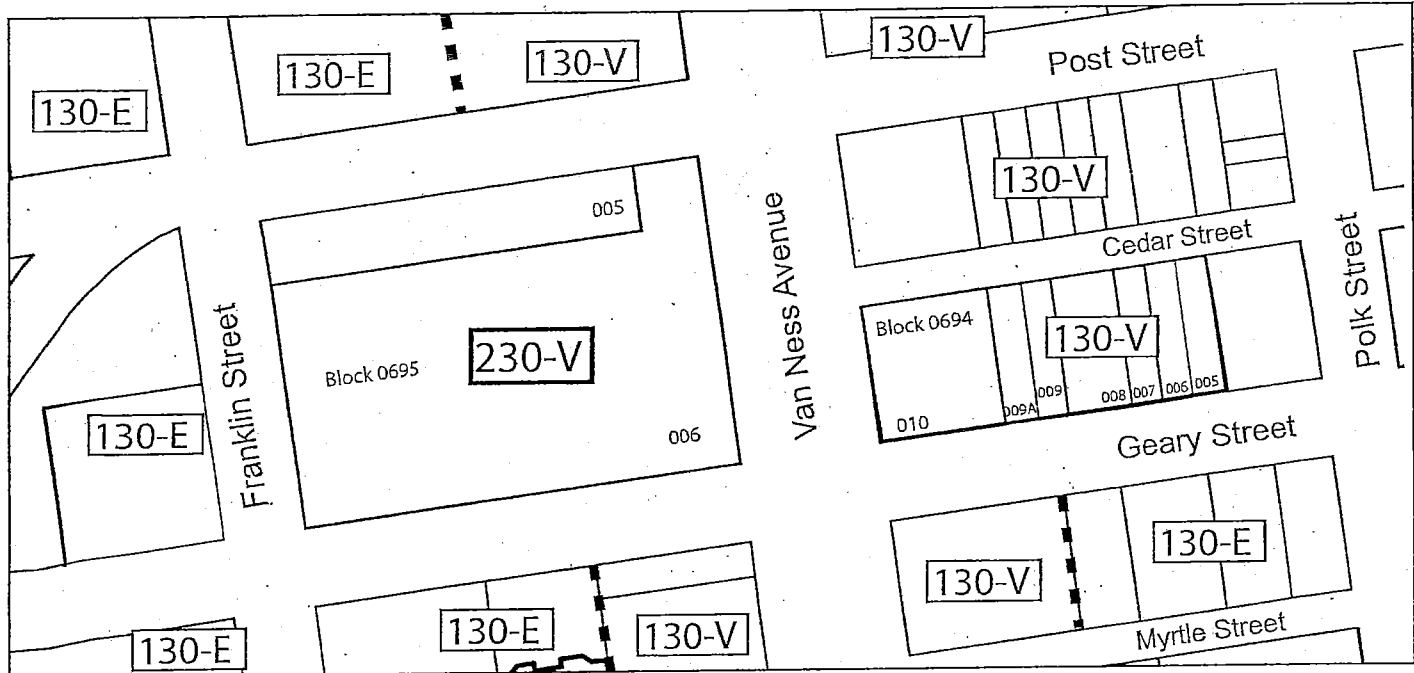 130-V
Post Street
130-E
130-V
130-E
130-V
005
Cedar Street
Van Ness Avenue
Polk Street
Block 0694
130-V
230-V
Block 0695
Franklin Street
009
009A
008
007
006
005
010
130-E
006
Geary Street
130-E
130-V
130-E
130-V
130-E
Myrtle Street